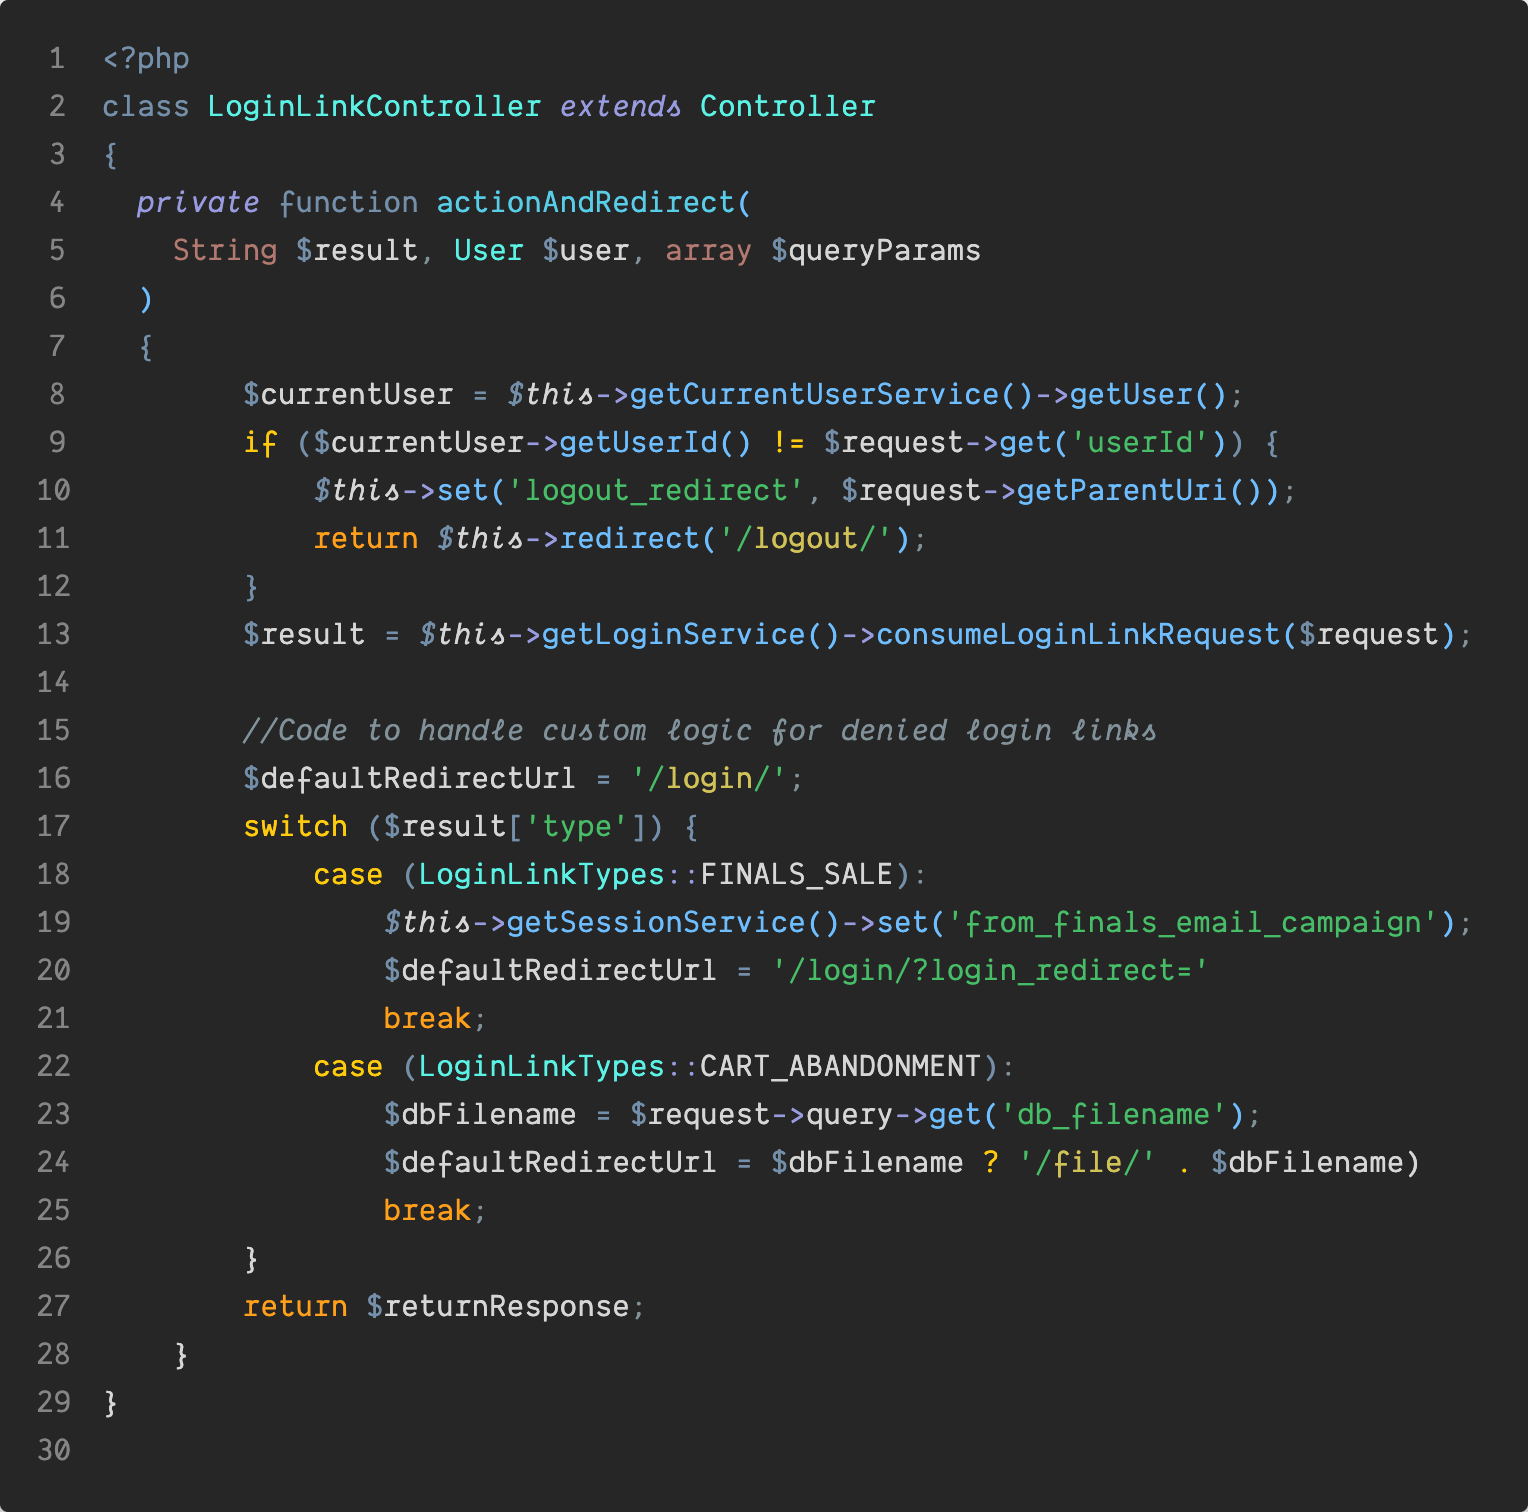 1 <?php
2 class LoginLinkController extends Controller
3 {
4 private function actionAndRedirect(
5 String $result, User $user, array $queryParams
6 )
7 {
8 $currentUser = $this->getCurrentUserService()->getUser();
9 if ($currentUser->getUserId() != $request->get('userId')) {
10 $this->set('logout_redirect', $request->getParentUri());
11 return $this->redirect('/logout/');
12 }
13 $result = $this->getLoginService()->consumeLoginLinkRequest($request);
14
15 //Code to handle custom logic for denied login links
16 $defaultRedirectUrl = '/login/';
17 switch ($result['type']) {
18 case (LoginLinkTypes::FINALS_SALE):
19 $this->getSessionService()->set('from_finals_email_campaign');
20 $defaultRedirectUrl = '/login/?login_redirect='
21 break;
22 case (LoginLinkTypes::CART_ABANDONMENT):
23 $dbFilename = $request->query->get('db_filename');
24 $defaultRedirectUrl = $dbFilename ? '/file/' . $dbFilename)
25 break;
26 }
27 return $returnResponse;
28 }
29 }
30